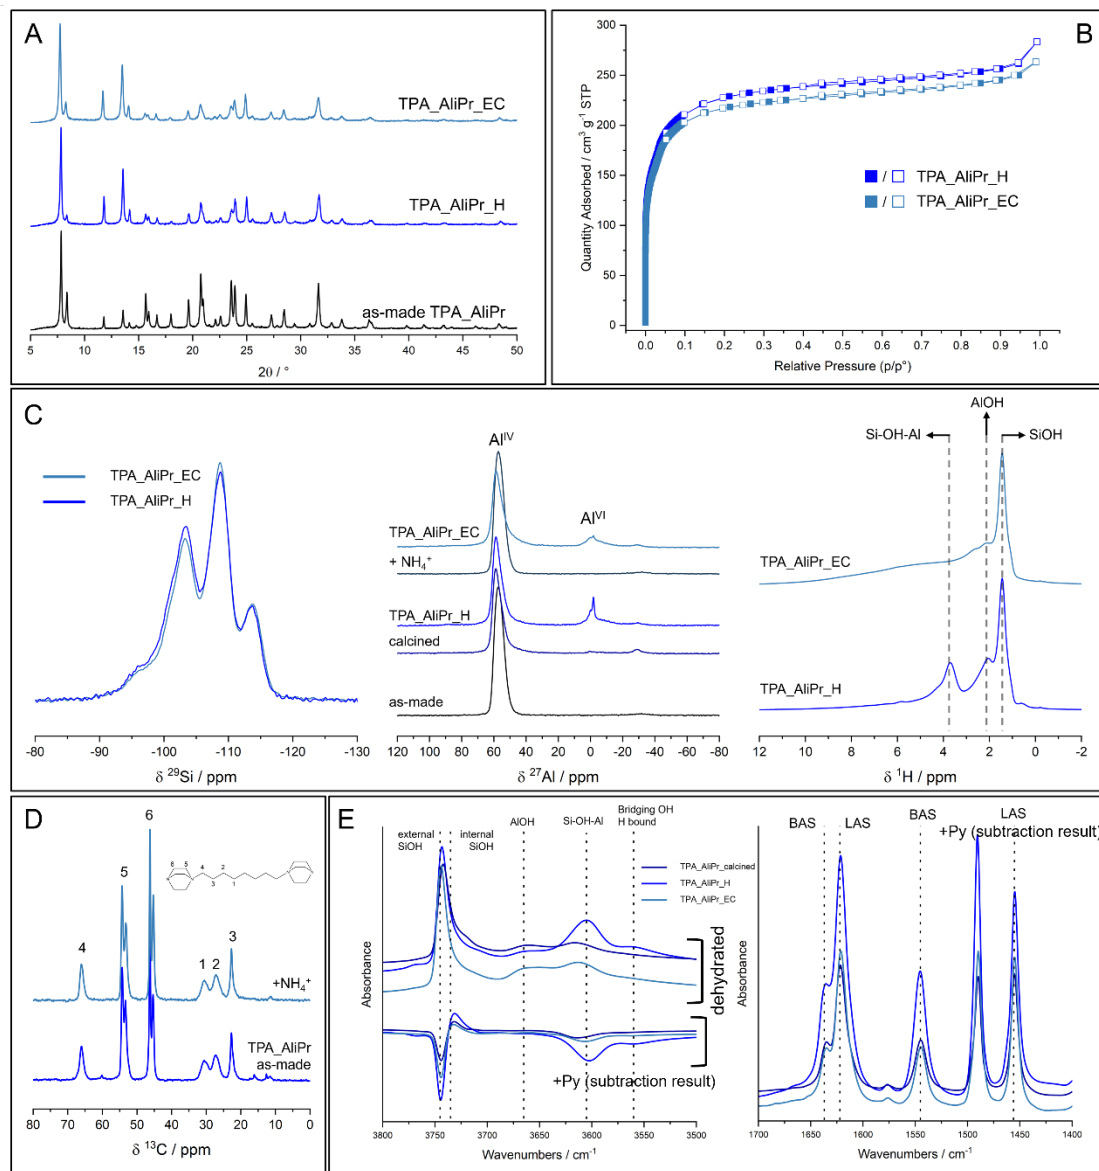 A
TPA_AliPr_EC
TPA_AliPr_H
as-made TPA_AliPr
5 10 15 20 25 30 35 40 45 50
2θ / °
B
Quantity Adsorbed / cm³ g⁻¹ STP
300
250
200
150
100
50
0
TPA_AliPr_H
TPA_AliPr_EC
0.0 0.1 0.2 0.3 0.4 0.5 0.6 0.7 0.8 0.9 1.0
Relative Pressure (p/p°)
C
TPA_AliPr_EC
TPA_AliPr_H
-80 -90 -100 -110 -120 -130
δ ²⁹Si / ppm
Alᴵⱽ
Alⱽᴵ
TPA_AliPr_EC
+ NH₄⁺
TPA_AliPr_H
calcined
as-made
120 100 80 60 40 20 0 -20 -40 -60 -80
δ ²⁷Al / ppm
AlOH
Si-OH-Al
SiOH
TPA_AliPr_EC
TPA_AliPr_H
12 10 8 6 4 2 0 -2
δ ¹H / ppm
D
6
5
4
1
2
3
6 5 4 2
3 1
+NH₄⁺
TPA_AliPr
as-made
80 70 60 50 40 30 20 10 0
δ ¹³C / ppm
E
external
SiOH
internal
SiOH
AlOH
Si-OH-Al
Bridging OH
H bound
TPA_AliPr_calcined
TPA_AliPr_H
TPA_AliPr_EC
dehydrated
+Py (subtraction result)
Absorbance
3800 3750 3700 3650 3600 3550 3500
Wavenumbers / cm⁻¹
BAS
LAS
BAS
LAS
+Py (subtraction result)
Absorbance
1700 1650 1600 1550 1500 1450 1400
Wavenumbers / cm⁻¹